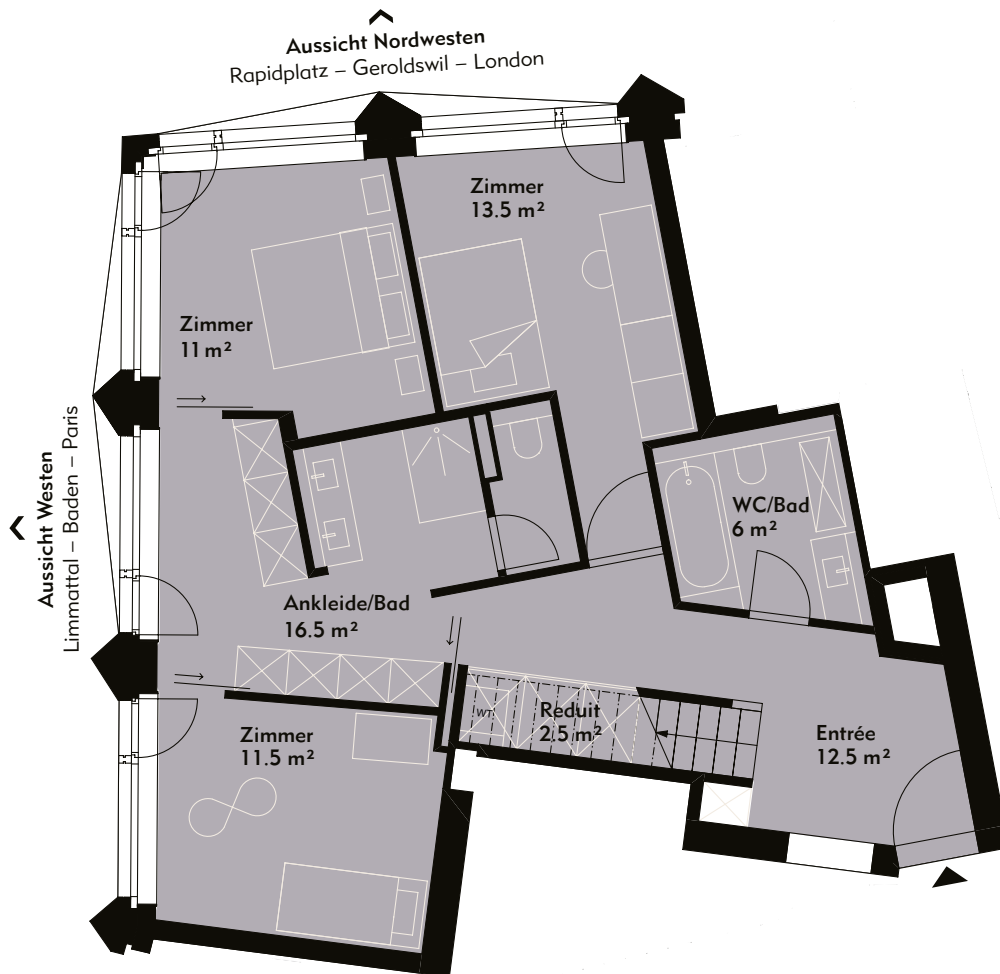 Aussicht Nordwesten
Rapidplatz – Geroldswil – London
Zimmer
13.5 m²
Zimmer
11 m²
Aussicht Westen
Limmattal – Baden – Paris
WC/Bad
6 m²
Ankleide/Bad
16.5 m²
WT
Reduit
2.5 m²
Zimmer
11.5 m²
Entrée
12.5 m²